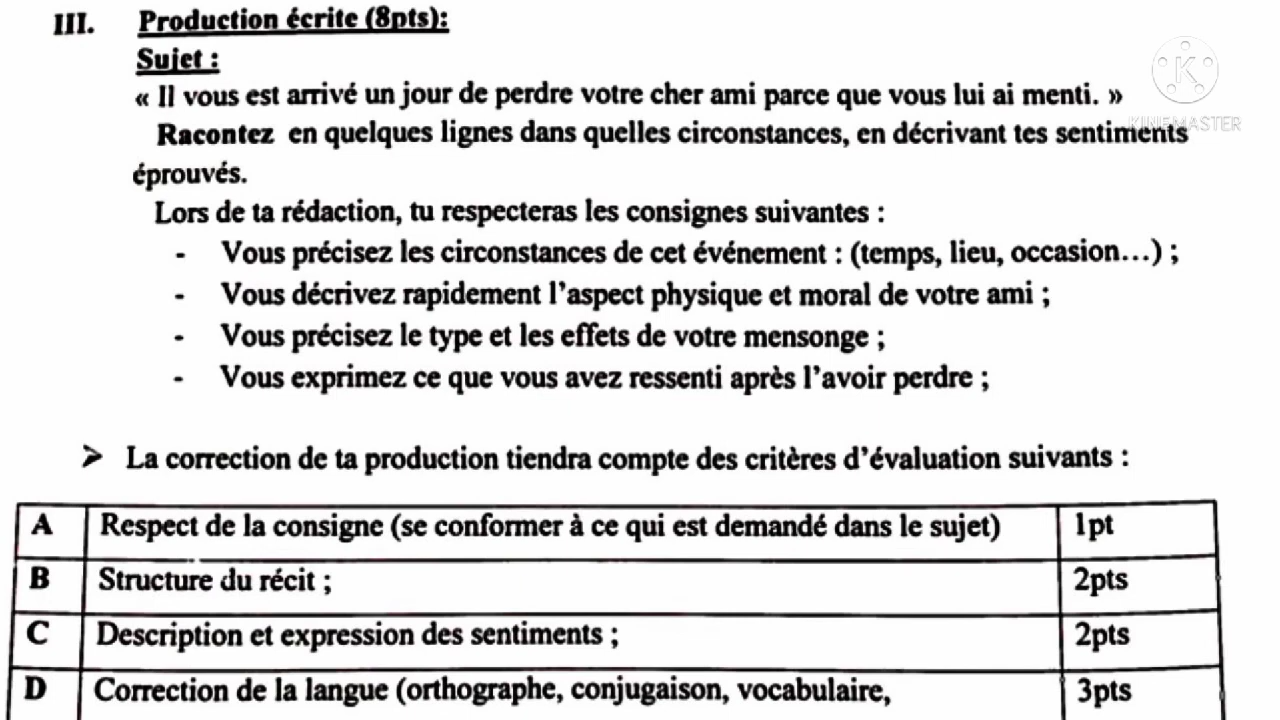 III. Production écrite (8pts):
Sujet :
« Il vous est arrivé un jour de perdre votre cher ami parce que vous lui ai menti. »
Racontez en quelques lignes dans quelles circonstances, en décrivant tes sentiments
KINEMASTER
éprouvés.
Lors de ta rédaction, tu respecteras les consignes suivantes :
- Vous précisez les circonstances de cet événement : (temps, lieu, occasion...) ;
- Vous décrivez rapidement l'aspect physique et moral de votre ami ;
- Vous précisez le type et les effets de votre mensonge ;
- Vous exprimez ce que vous avez ressenti après l'avoir perdre ;
➢ La correction de ta production tiendra compte des critères d'évaluation suivants :
A Respect de la consigne (se conformer à ce qui est demandé dans le sujet) 1pt
B Structure du récit ; 2pts
C Description et expression des sentiments ; 2pts
D Correction de la langue (orthographe, conjugaison, vocabulaire, 3pts